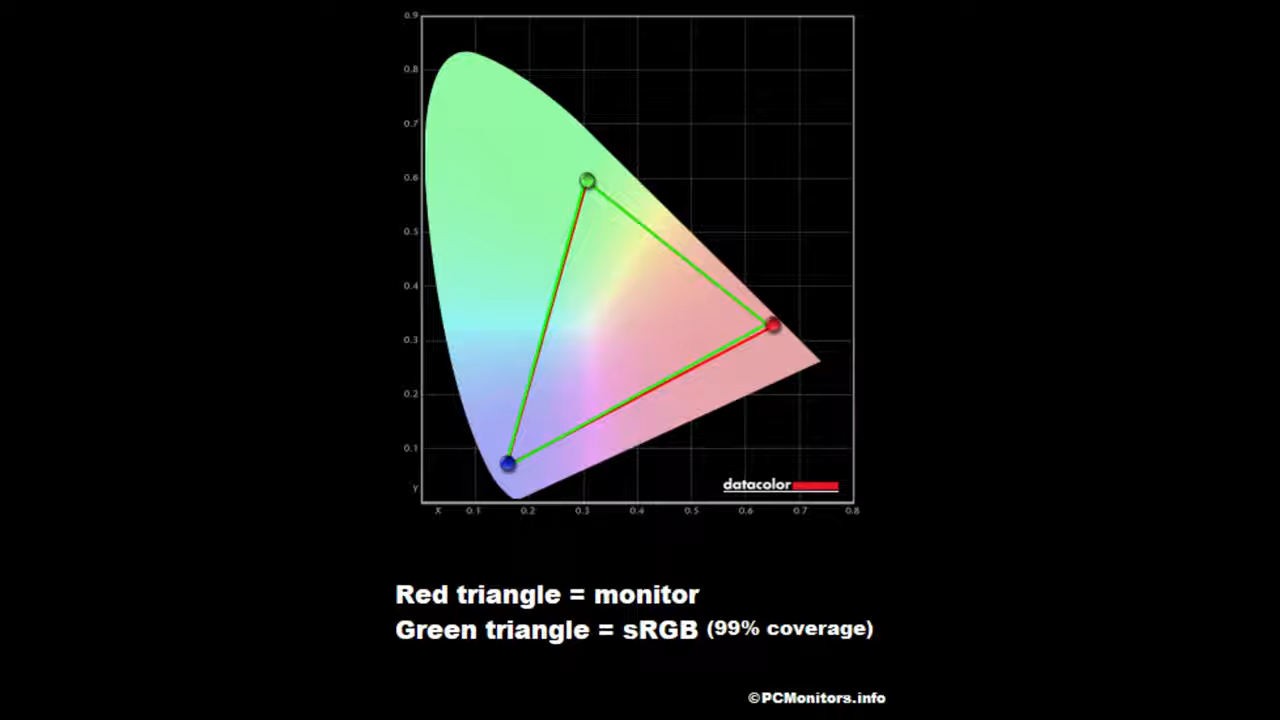 0.9
0.8
0.7
0.6
0.5
0.4
0.3
0.2
0.1
y
x 0.1 0.2 0.3 0.4 0.5 0.6 0.7 0.8
datacolor
Red triangle = monitor
Green triangle = sRGB (99% coverage)
©PCMonitors.info